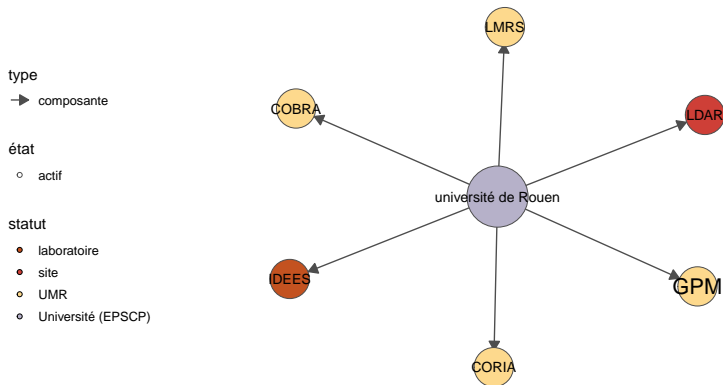 type
composante
état
actif
statut
laboratoire
site
UMR
Université (EPSCP)
LMRS
COBRA
LDAR
université de Rouen
IDEES
GPM
CORIA